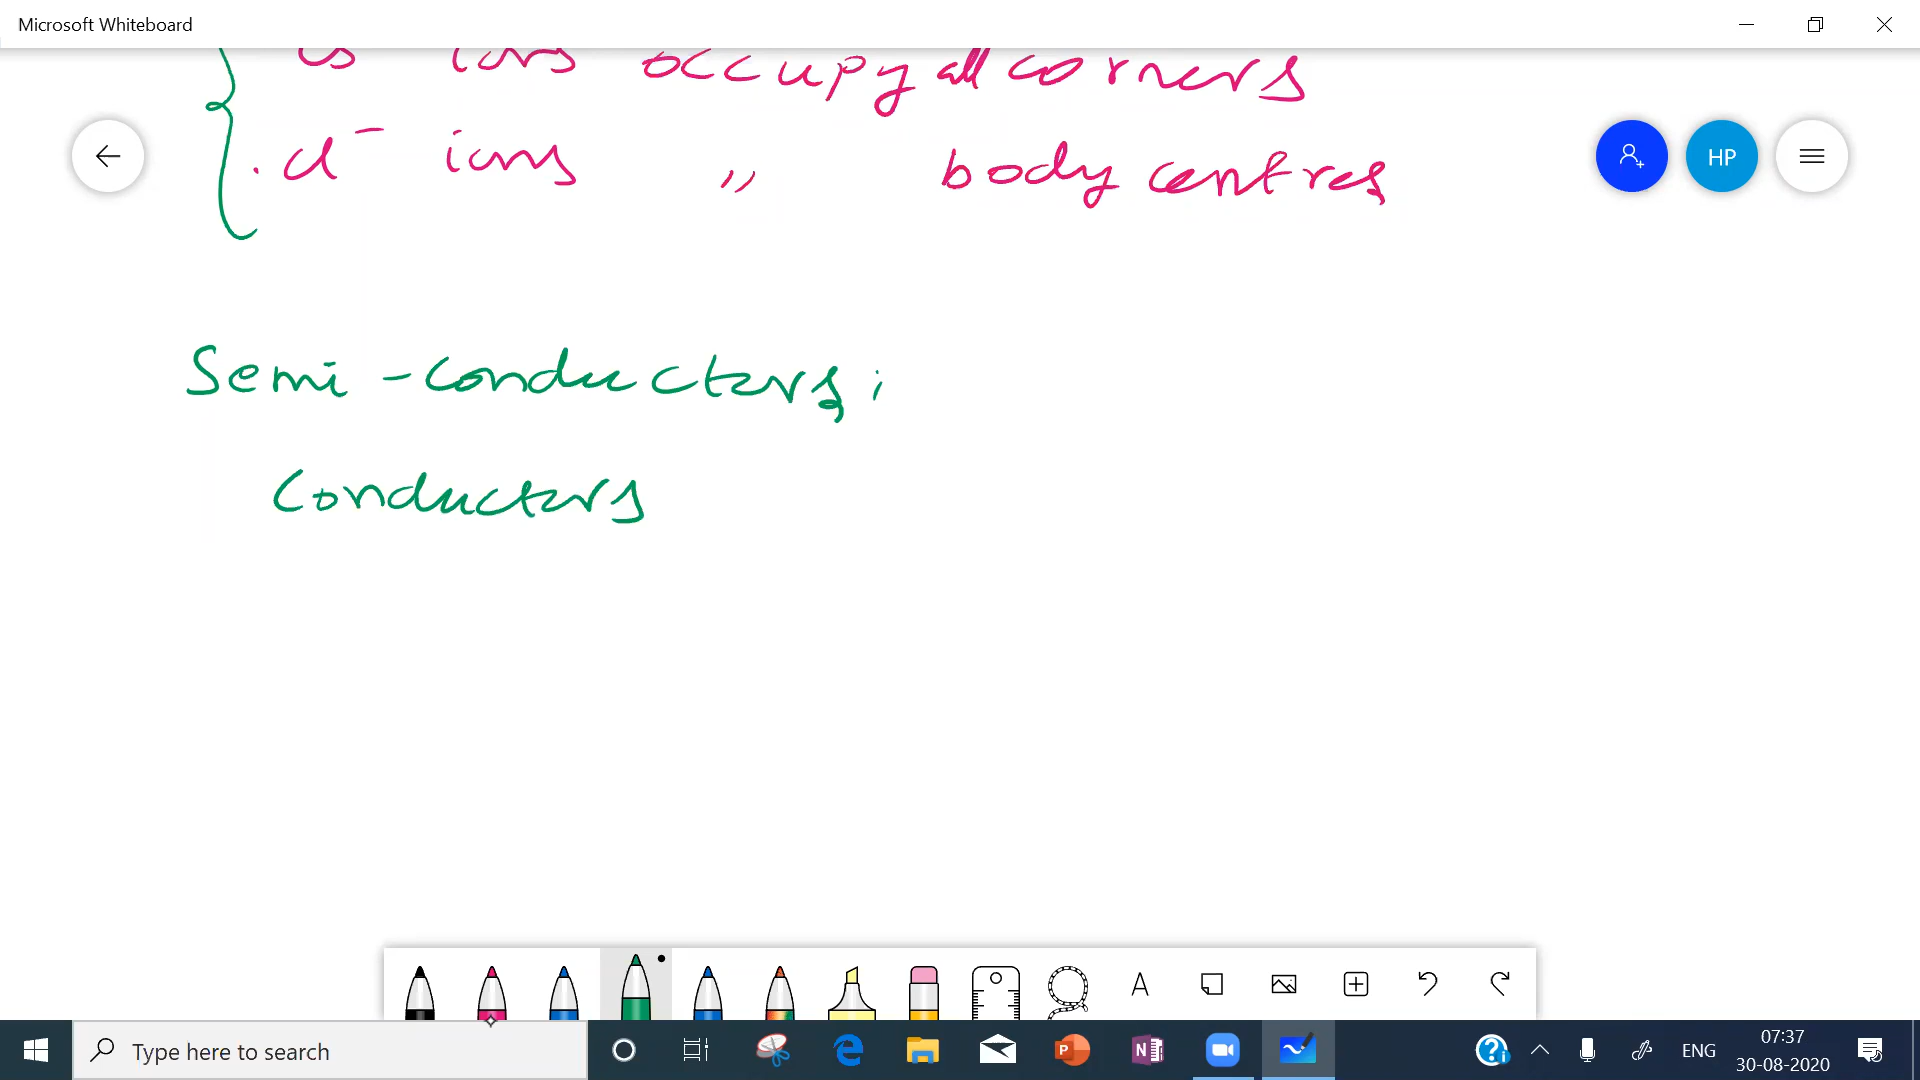 Microsoft Whiteboard
ions occupy all corners
. Cl⁻ ions " body centres
HP
Semi-conductors ;
Conductors
A
Type here to search
ENG
07:37
30-08-2020